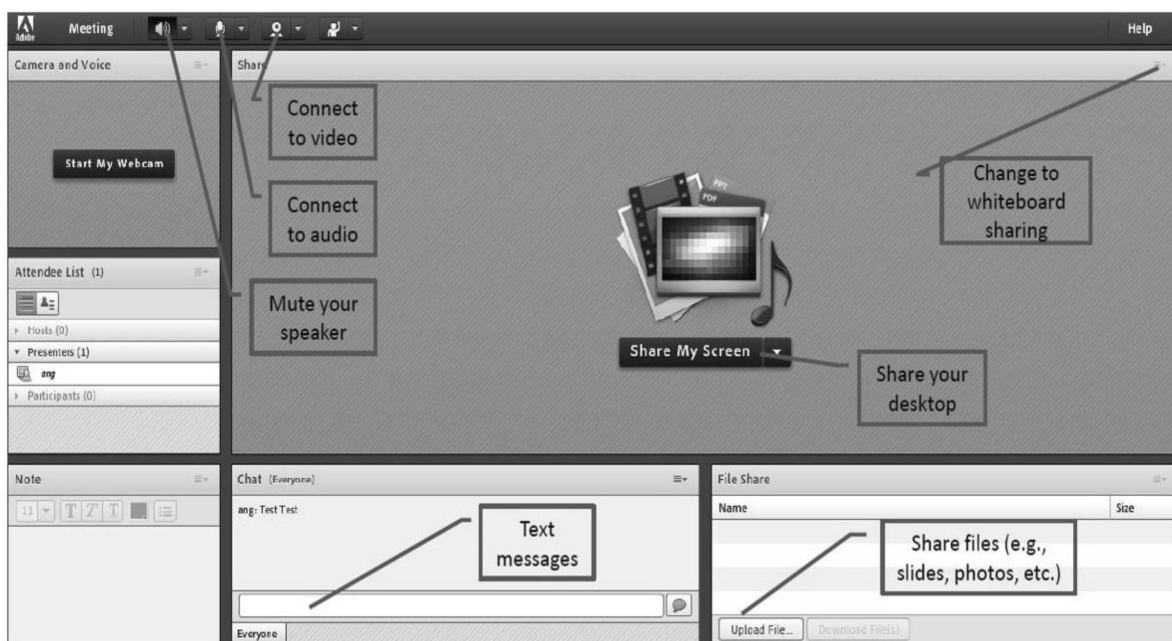 Adobe
Meeting
Help
Camera and Voice
Share
Start My Webcam
Connect
to video
Connect
to audio
Mute your
speaker
Change to
whiteboard
sharing
PPT
PDF
Share My Screen
Share your
desktop
Attendee List (1)
Hosts (0)
Presenters (1)
ang
Participants (0)
Note
11
T T T
Chat (Everyone)
ang: Test Test
Text
messages
Everyone
File Share
Name Size
Share files (e.g.,
slides, photos, etc.)
Upload File... Download File(s)